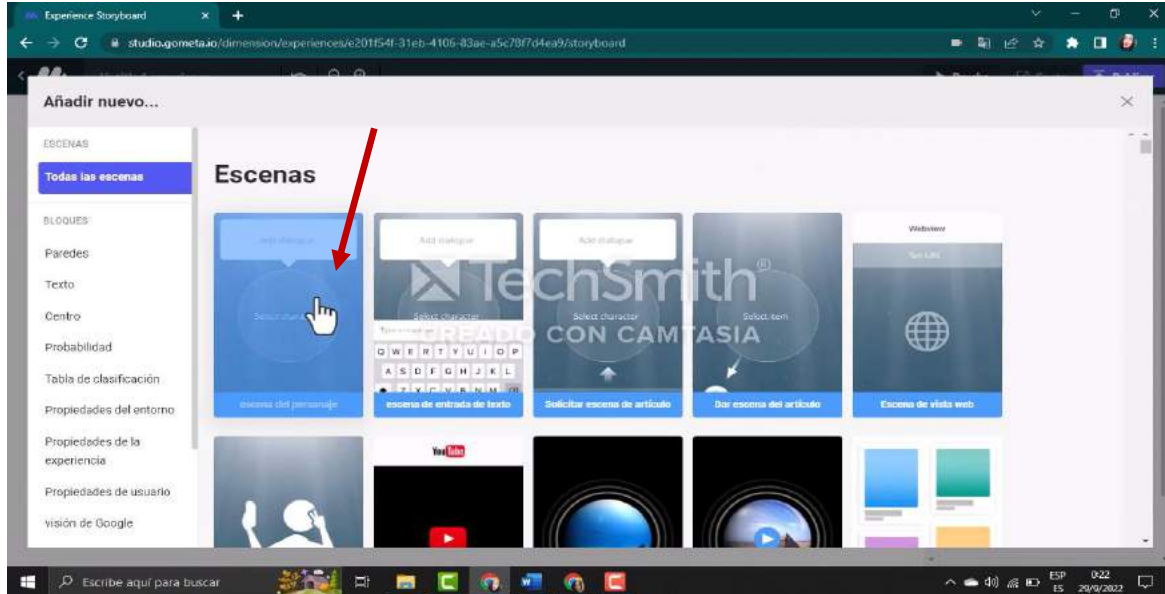 Experience Storyboard
studio.gometa.io/dimension/experiences/e201f54f-31eb-4106-83ae-a5c78f7d4ea9/storyboard
Añadir nuevo...
ESCENAS
Todas las escenas
BLOQUES
Paredes
Texto
Centro
Probabilidad
Tabla de clasificación
Propiedades del entorno
Propiedades de la
experiencia
Propiedades de usuario
visión de Google
Escenas
Add dialogue
escena del personaje
Add dialogue
Select character
Q W E R T Y U I O P
A S D F G H J K L
Z X C V B N M
escena de entrada de texto
Add dialogue
Select character
Solicitar escena de artículo
Select item
Dar escena del artículo
Webview
Set URL
Escena de vista web
YouTube
TechSmith®
CREADO CON CAMTASIA
Escribe aquí para buscar
ESP
ES
0:22
29/9/2022